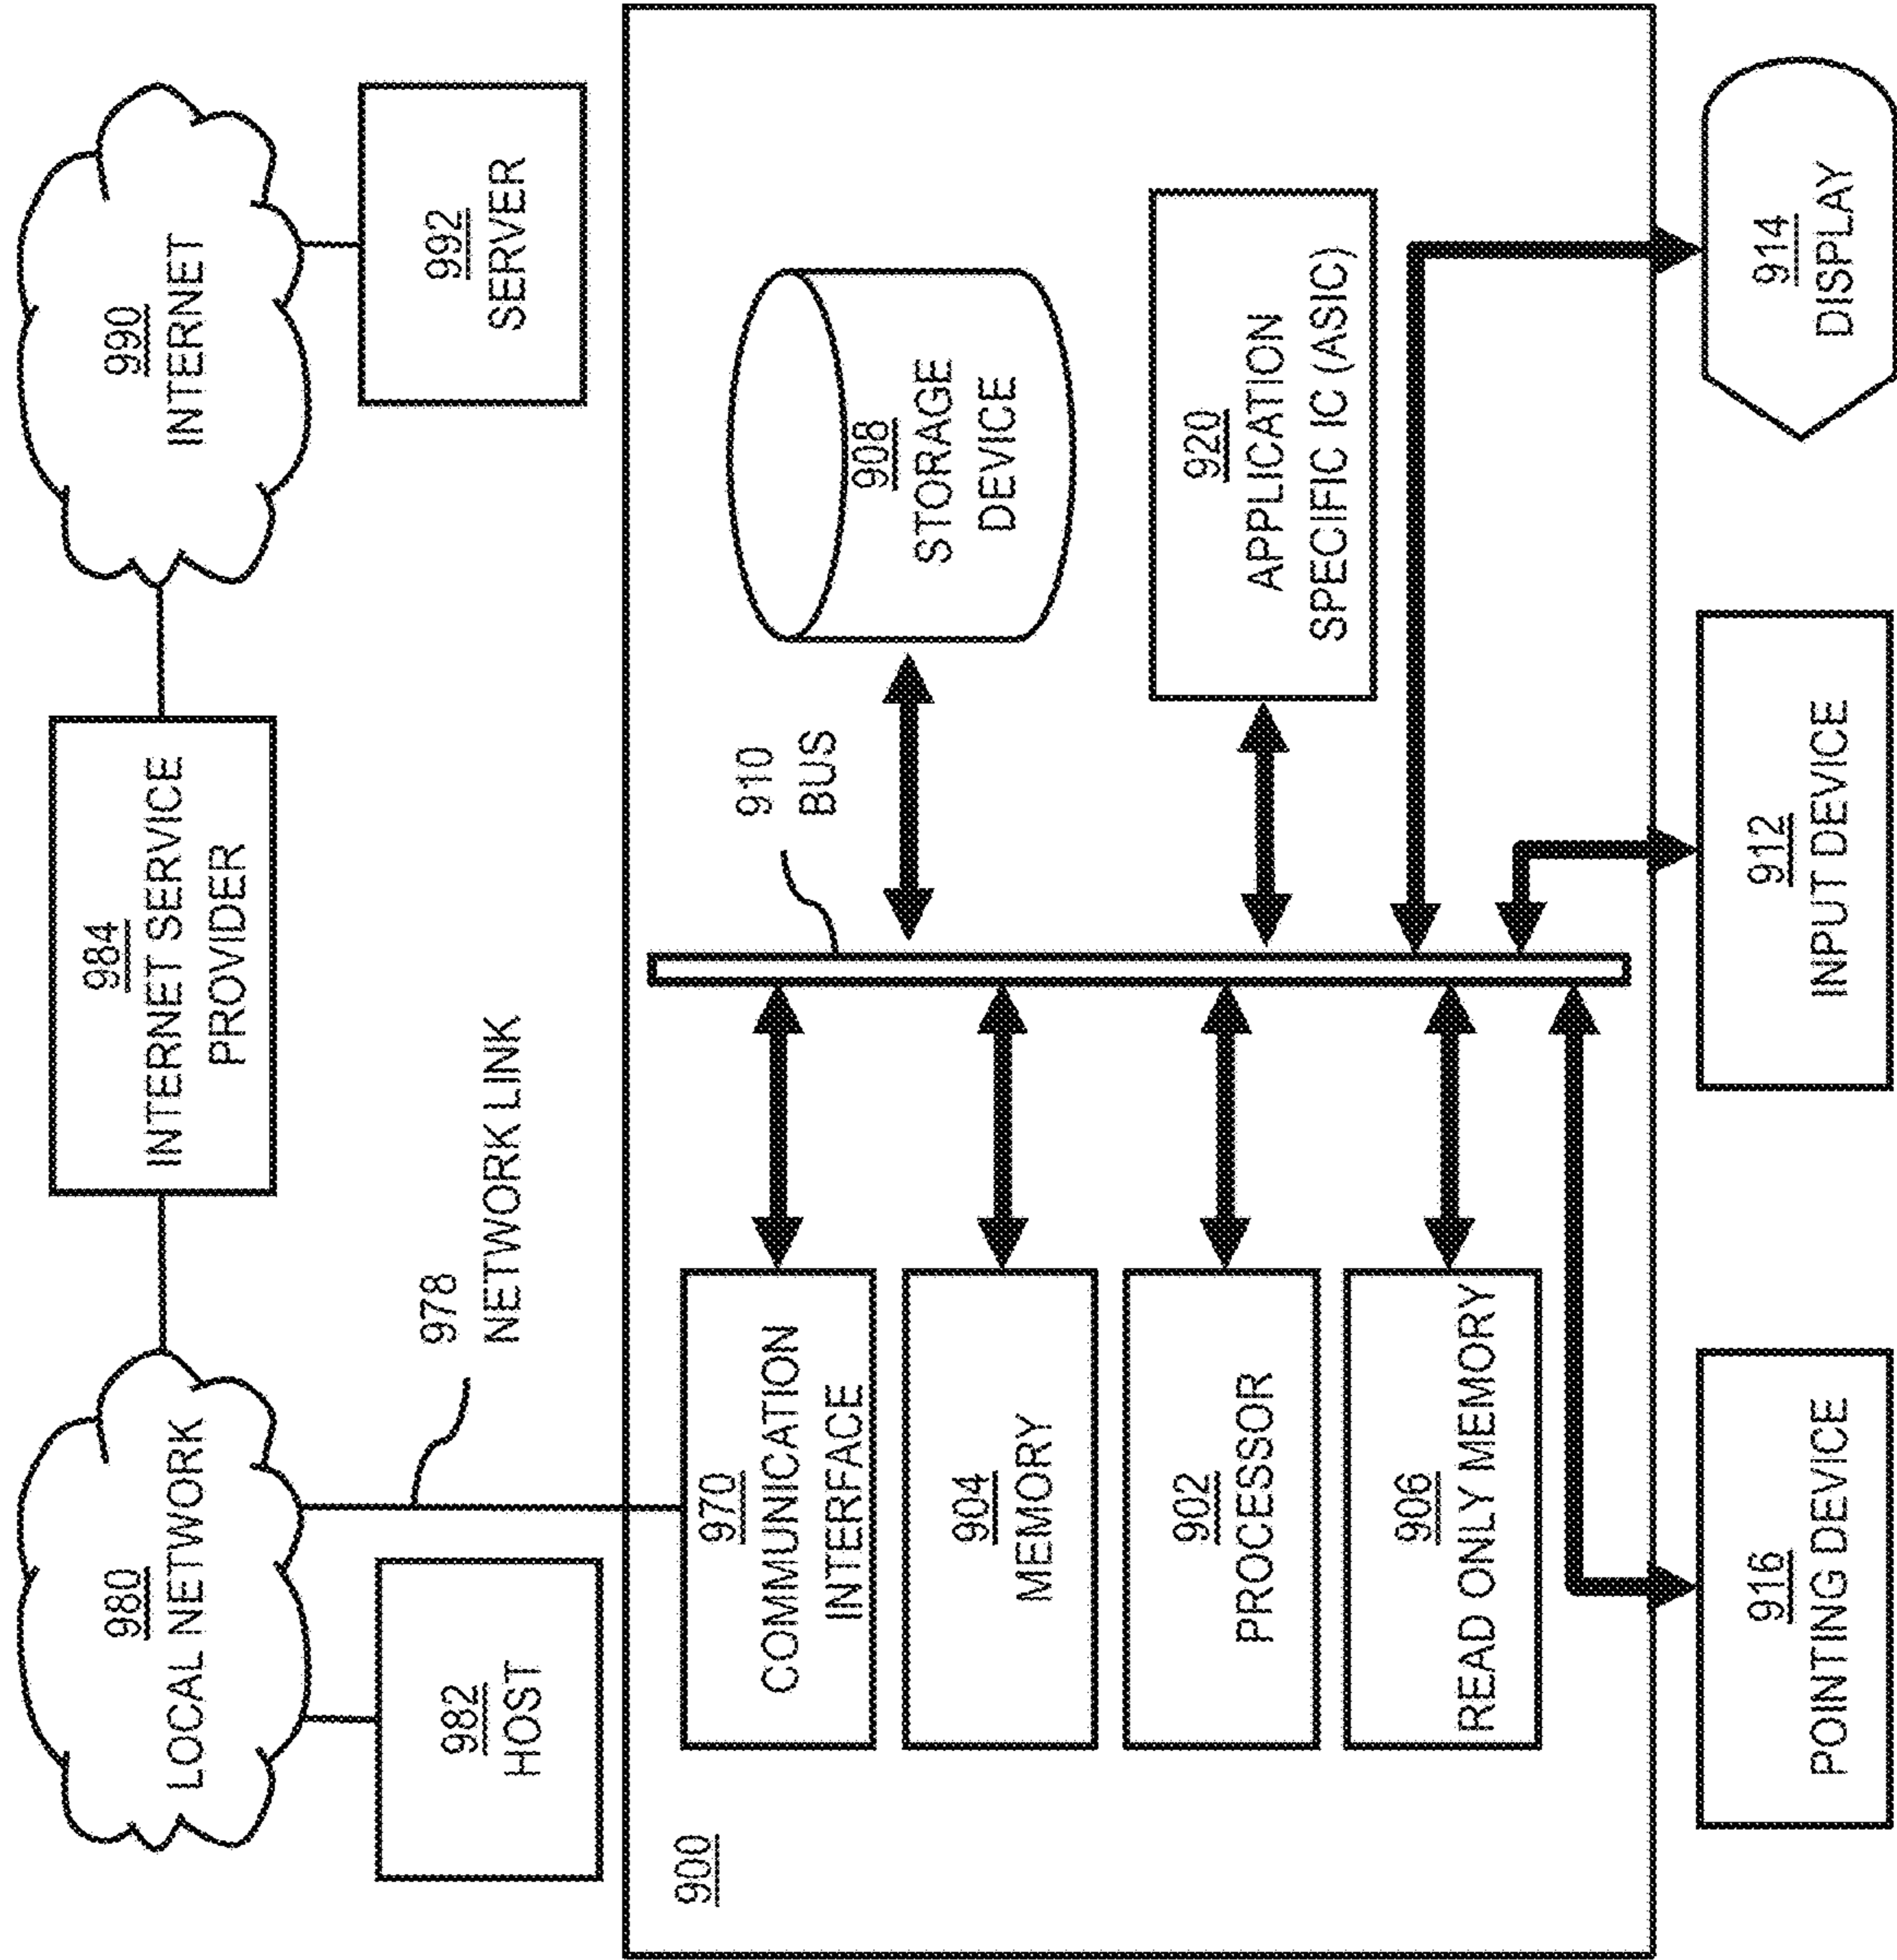 980
LOCAL NETWORK
984
INTERNET SERVICE
PROVIDER
990
INTERNET
982
HOST
978
NETWORK LINK
992
SERVER
900
970
COMMUNICATION
INTERFACE
904
MEMORY
902
PROCESSOR
906
READ ONLY MEMORY
910
BUS
908
STORAGE
DEVICE
920
APPLICATION
SPECIFIC IC (ASIC)
916
POINTING DEVICE
912
INPUT DEVICE
914
DISPLAY